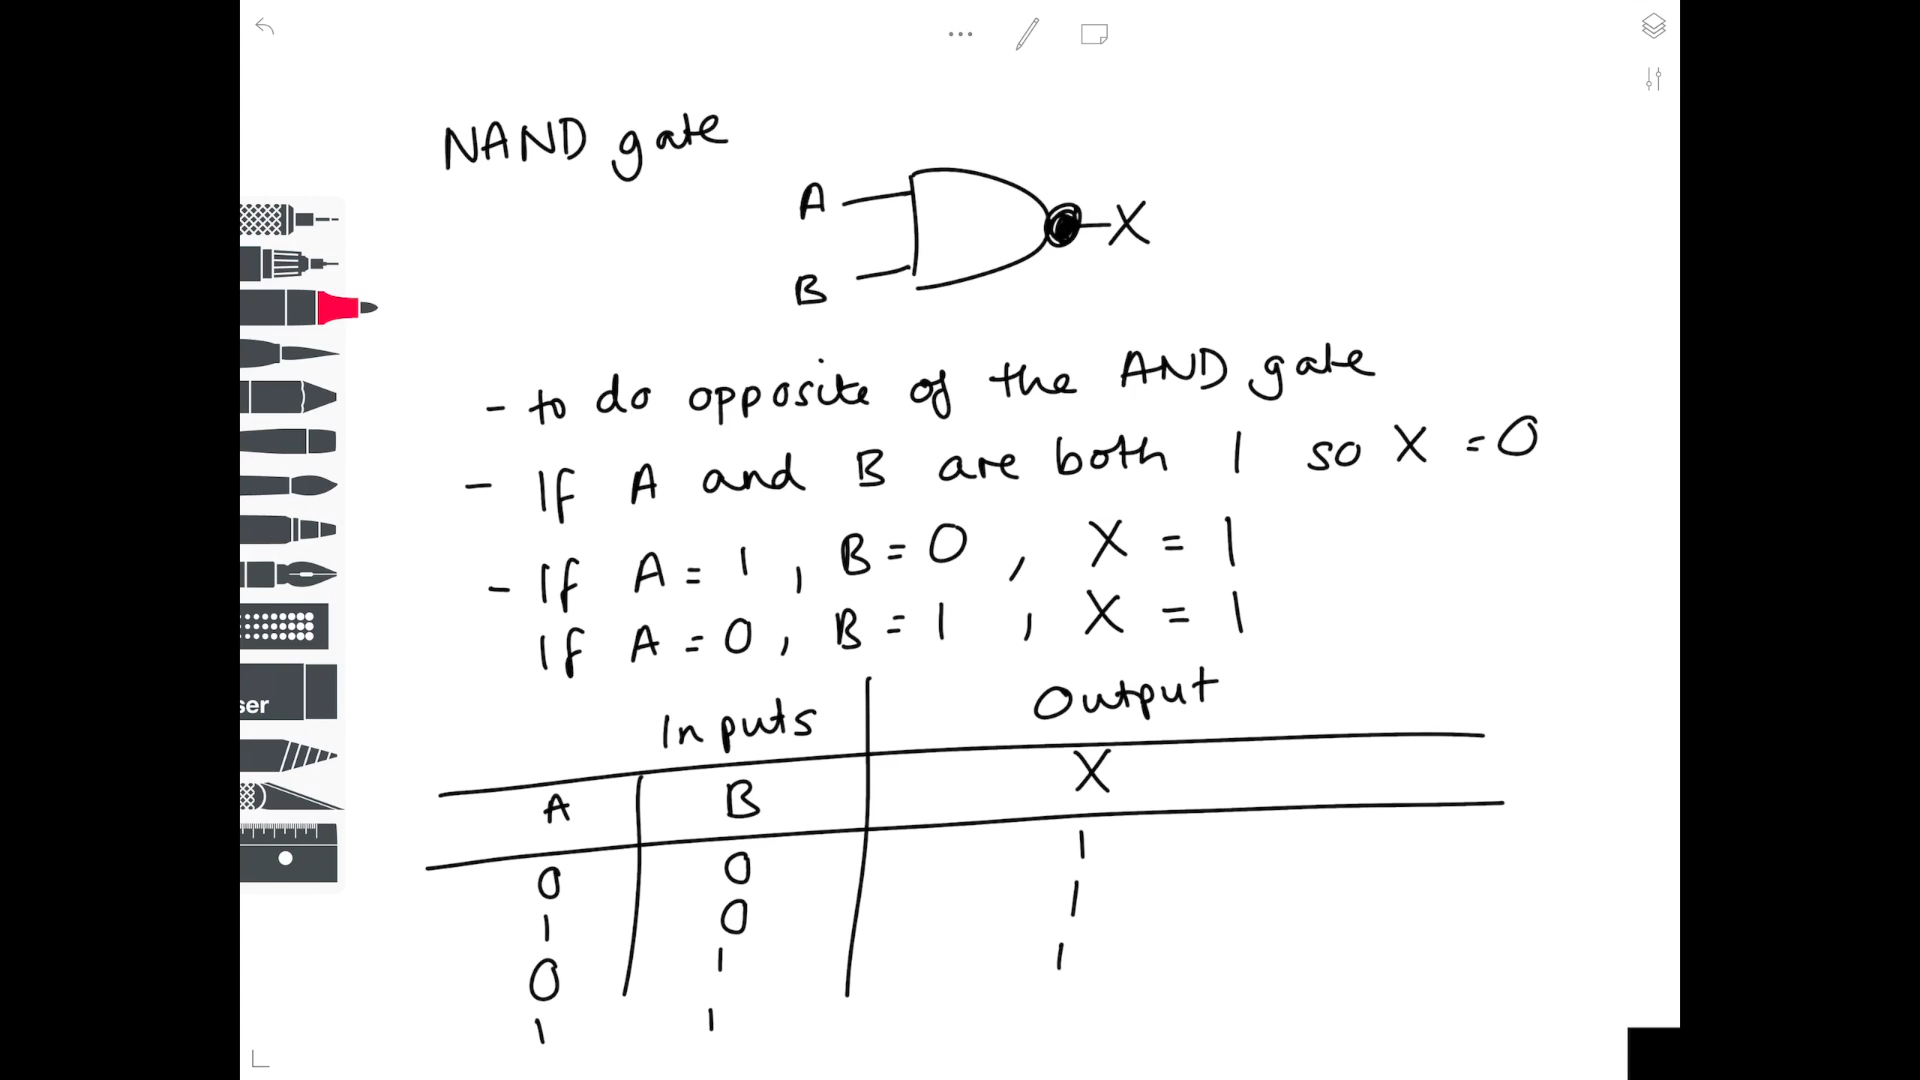 NAND gate
A
X
B
- to do opposite of the AND gate
- If A and B are both 1 so X = 0
- If A = 1 , B = 0 , X = 1
If A = 0 , B = 1 , X = 1
Inputs Output
A B X
0 0 1
1 0 1
0 1 1
1 1
ser